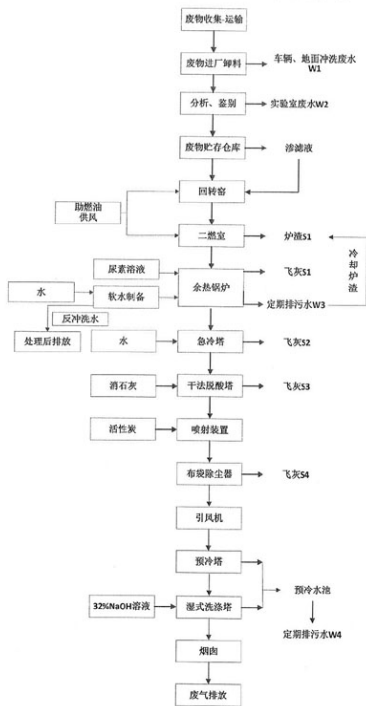 废物收集-运输
废物进厂卸料
车辆、地面冲洗废水
W1
分析、鉴别
实验室废水W2
废物贮存仓库
渗滤液
助燃油
供风
回转窑
二燃室
炉渣S1
冷却炉渣
尿素溶液
飞灰S1
水
软水制备
余热锅炉
定期排污水W3
反冲洗水
处理后排放
水
急冷塔
飞灰S2
消石灰
干法脱酸塔
飞灰S3
活性炭
喷射装置
布袋除尘器
飞灰S4
引风机
预冷塔
预冷水池
32%NaOH溶液
湿式洗涤塔
定期排污水W4
烟囱
废气排放